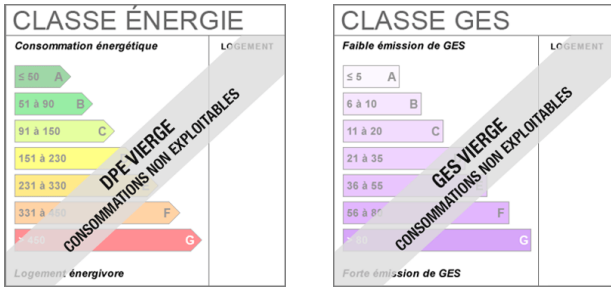 CLASSE ÉNERGIE
Consommation énergétique
LOGEMENT
≤ 50 A
51 à 90 B
91 à 150 C
151 à 230
231 à 330
331 à 450 F
> 450 G
Logement énergivore
DPE VIERGE
CONSOMMATIONS NON EXPLOITABLES
CLASSE GES
Faible émission de GES
LOGEMENT
≤ 5 A
6 à 10 B
11 à 20 C
21 à 35
36 à 55 E
56 à 80 F
> 80 G
Forte émission de GES
GES VIERGE
CONSOMMATIONS NON EXPLOITABLES